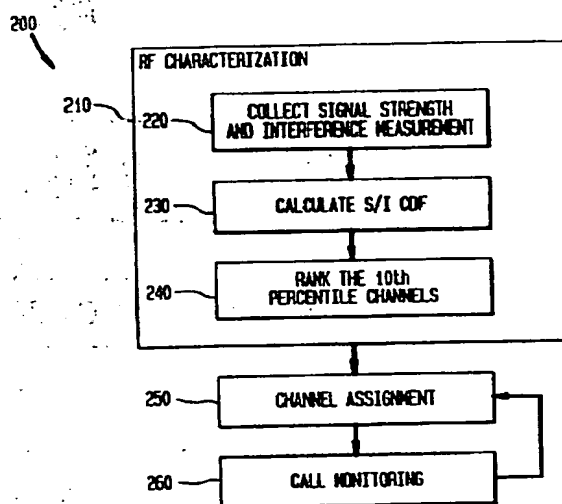 200
RF CHARACTERIZATION
210
220
COLLECT SIGNAL STRENGTH
AND INTERFERENCE MEASUREMENT
230
CALCULATE S/I CDF
240
RANK THE 10th
PERCENTILE CHANNELS
250
CHANNEL ASSIGNMENT
260
CALL MONITORING